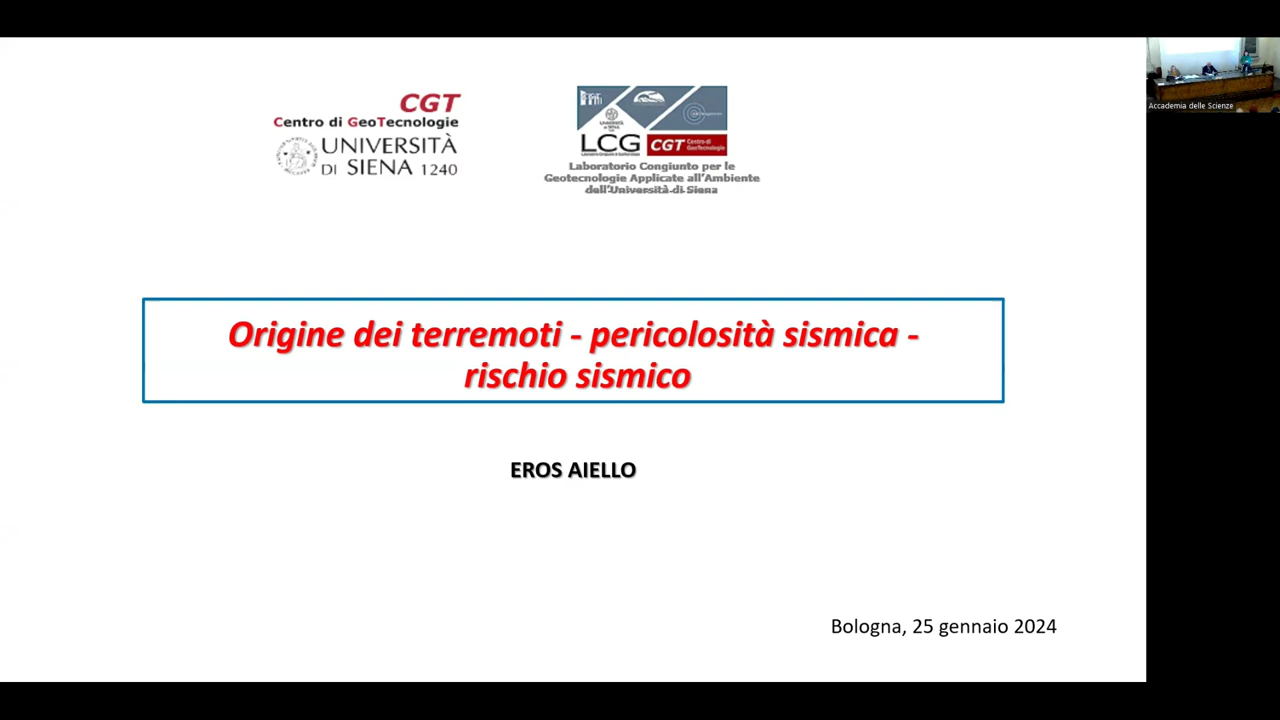 CGT
Centro di GeoTecnologie
UNIVERSITÀ
DI SIENA 1240
LCG
CGT Centro di
GeoTecnologie
Laboratorio Congiunto per le
Geotecnologie Applicate all'Ambiente
dell'Università di Siena
Accademia delle Scienze
Origine dei terremoti - pericolosità sismica -
rischio sismico
EROS AIELLO
Bologna, 25 gennaio 2024